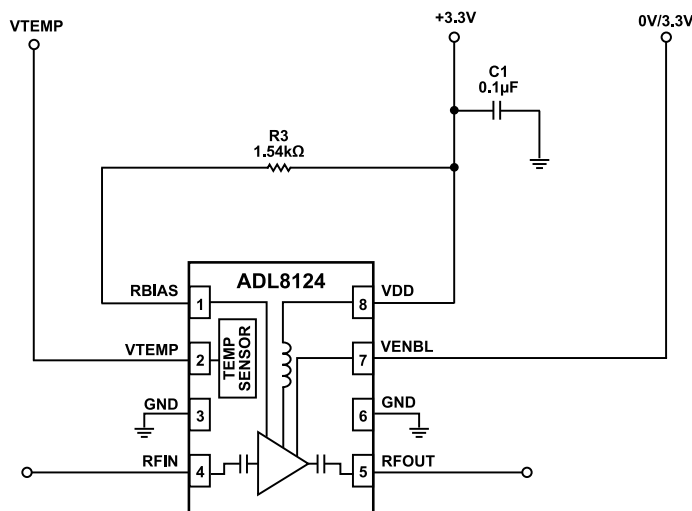 VTEMP
+3.3V
0V/3.3V
C1
0.1µF
R3
1.54kΩ
ADL8124
RBIAS
1
8
VDD
VTEMP
2
TEMP
SENSOR
7
VENBL
GND
3
6
GND
RFIN
4
5
RFOUT